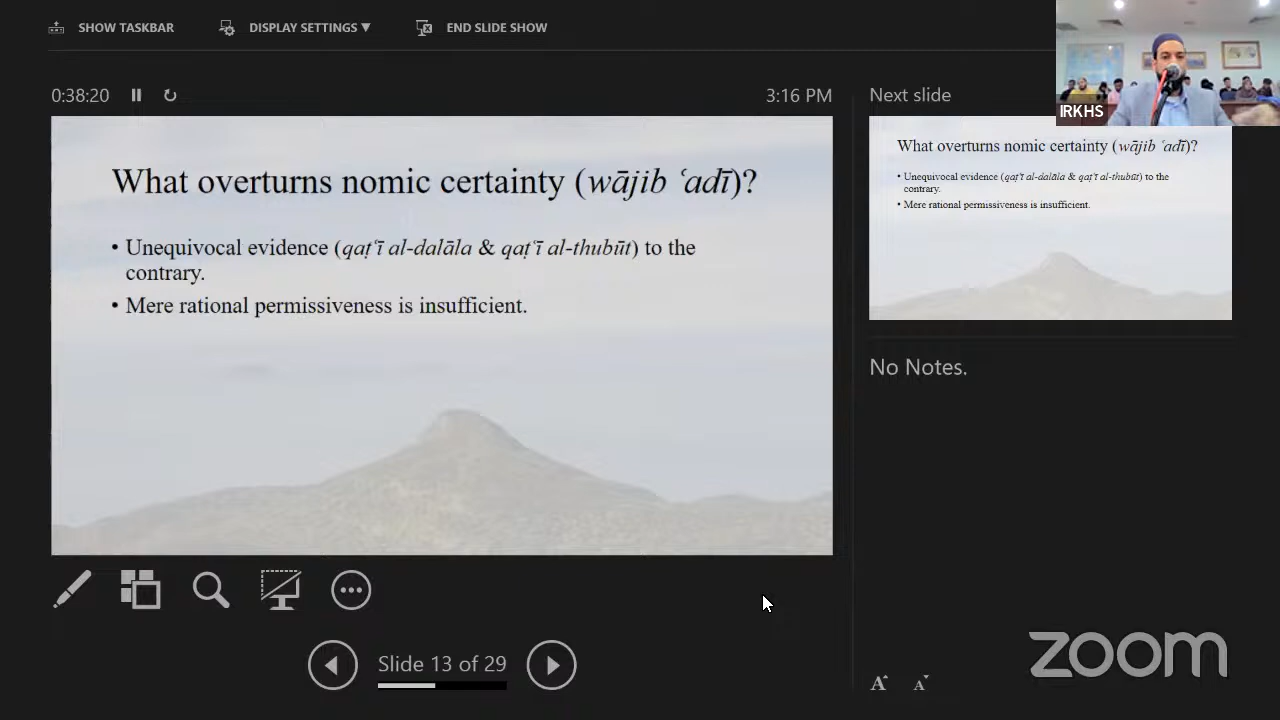 SHOW TASKBAR
DISPLAY SETTINGS ▼
END SLIDE SHOW
0:38:20
3:16 PM
Next slide
IRKHS
What overturns nomic certainty (wājib ʿadī)?
• Unequivocal evidence (qaṭʿī al-dalāla & qaṭʿī al-thubūt) to the
contrary.
• Mere rational permissiveness is insufficient.
What overturns nomic certainty (wājib ʿadī)?
• Unequivocal evidence (qaṭʿī al-dalāla & qaṭʿī al-thubūt) to the
contrary.
• Mere rational permissiveness is insufficient.
No Notes.
Slide 13 of 29
A A
zoom